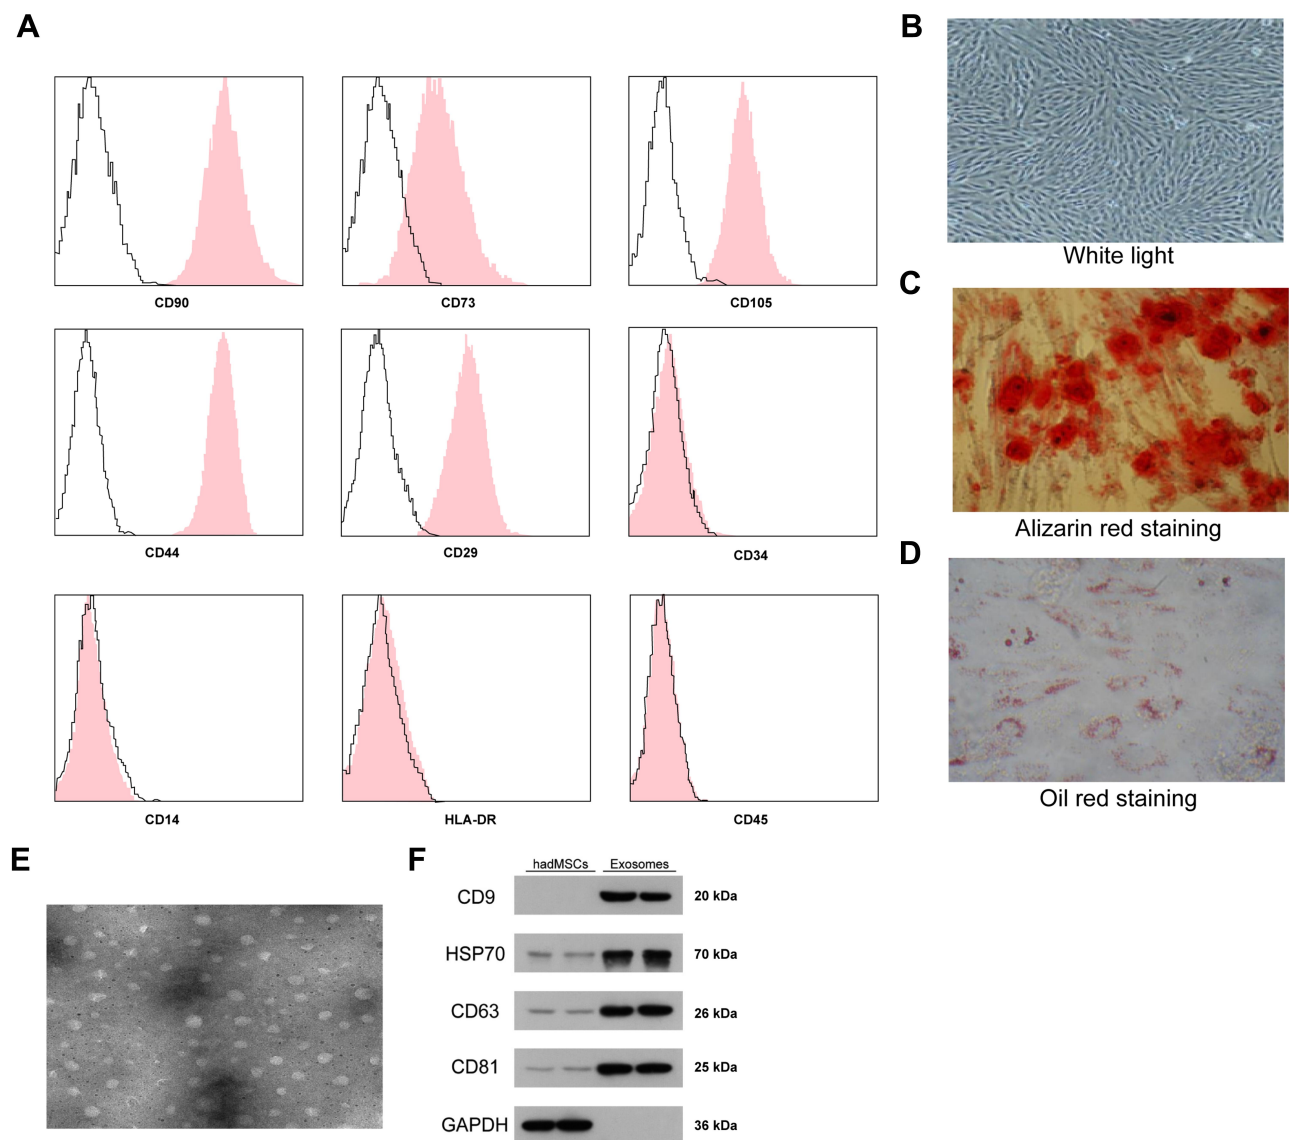 A
B
CD90
CD73
CD105
White light
C
CD44
CD29
CD34
Alizarin red staining
D
CD14
HLA-DR
CD45
Oil red staining
E
F
hadMSCs Exosomes
CD9 20 kDa
HSP70 70 kDa
CD63 26 kDa
CD81 25 kDa
GAPDH 36 kDa